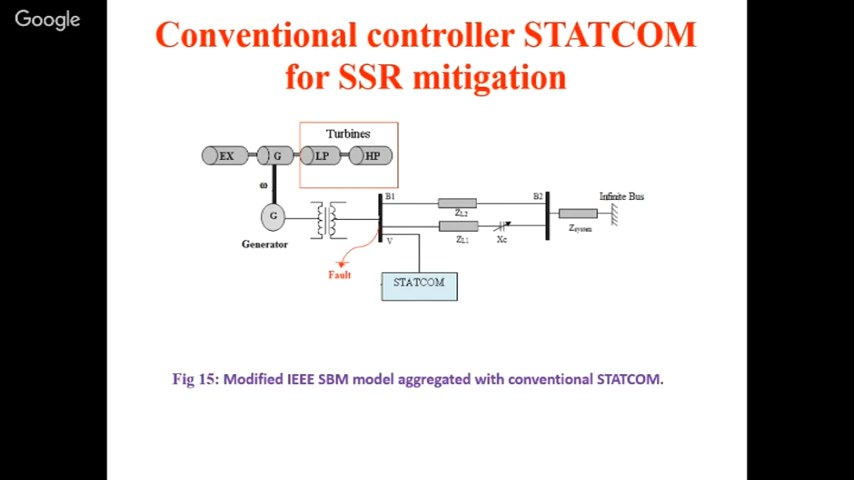 Google
Conventional controller STATCOM
for SSR mitigation
Turbines
EX G LP HP
ω
B1 B2 Infinite Bus
G
ZL2
Zsystem
Generator V ZL1 Xc
Fault
STATCOM
Fig 15: Modified IEEE SBM model aggregated with conventional STATCOM.